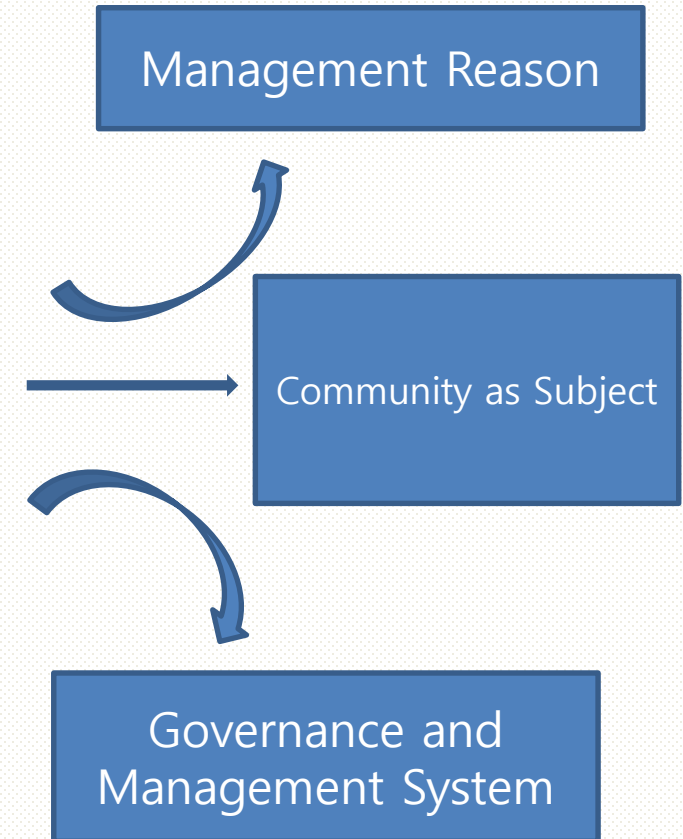 Management Reason
Community as Subject
Governance and
Management System